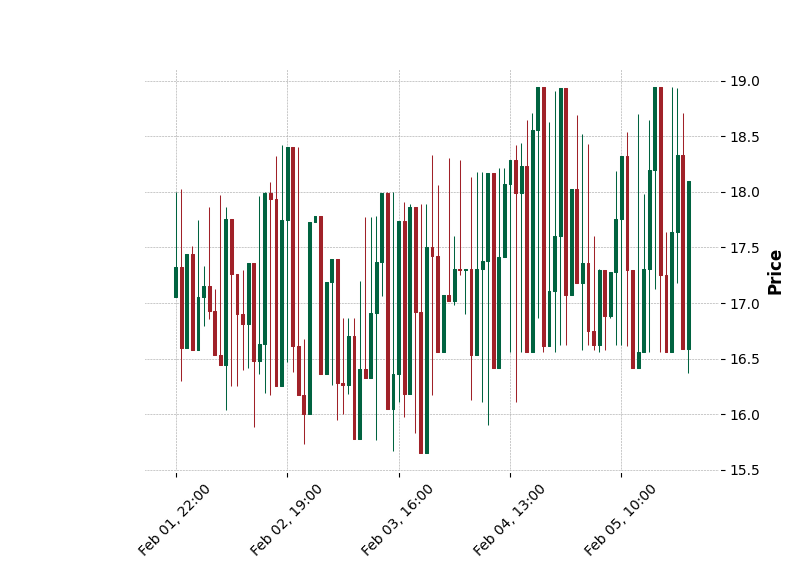 19.0
18.5
18.0
17.5
17.0
16.5
16.0
15.5
Price
Feb 01, 22:00
Feb 02, 19:00
Feb 03, 16:00
Feb 04, 13:00
Feb 05, 10:00